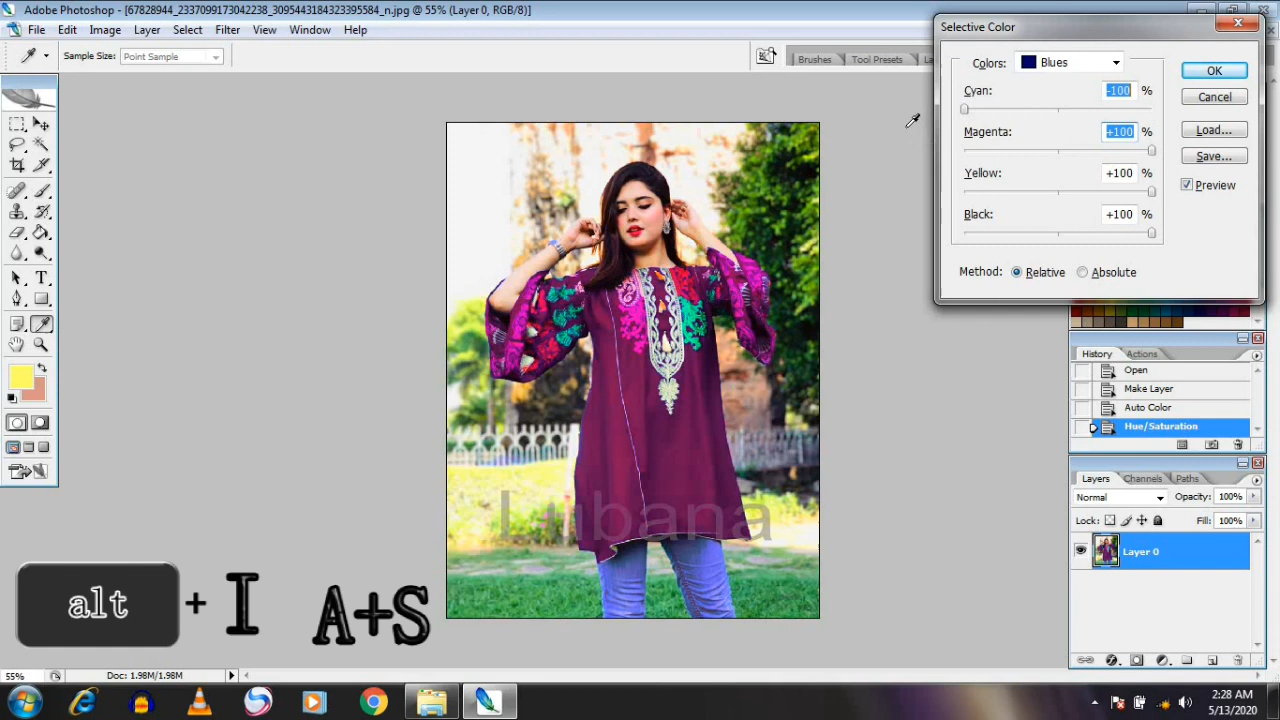 Adobe Photoshop - [67828944_2337099173042238_3095443184323395584_n.jpg @ 55% (Layer 0, RGB/8)]
File Edit Image Layer Select Filter View Window Help
Sample Size: Point Sample
Brushes Tool Presets
Selective Color
Colors: Blues
Cyan: -100 %
Magenta: +100 %
Yellow: +100 %
Black: +100 %
Method: Relative Absolute
OK
Cancel
Load...
Save...
Preview
History Actions
Open
Make Layer
Auto Color
Hue/Saturation
Layers Channels Paths
Normal Opacity: 100%
Lock: Fill: 100%
Layer 0
alt + I A+S
55% Doc: 1.98M/1.98M
2:28 AM
5/13/2020